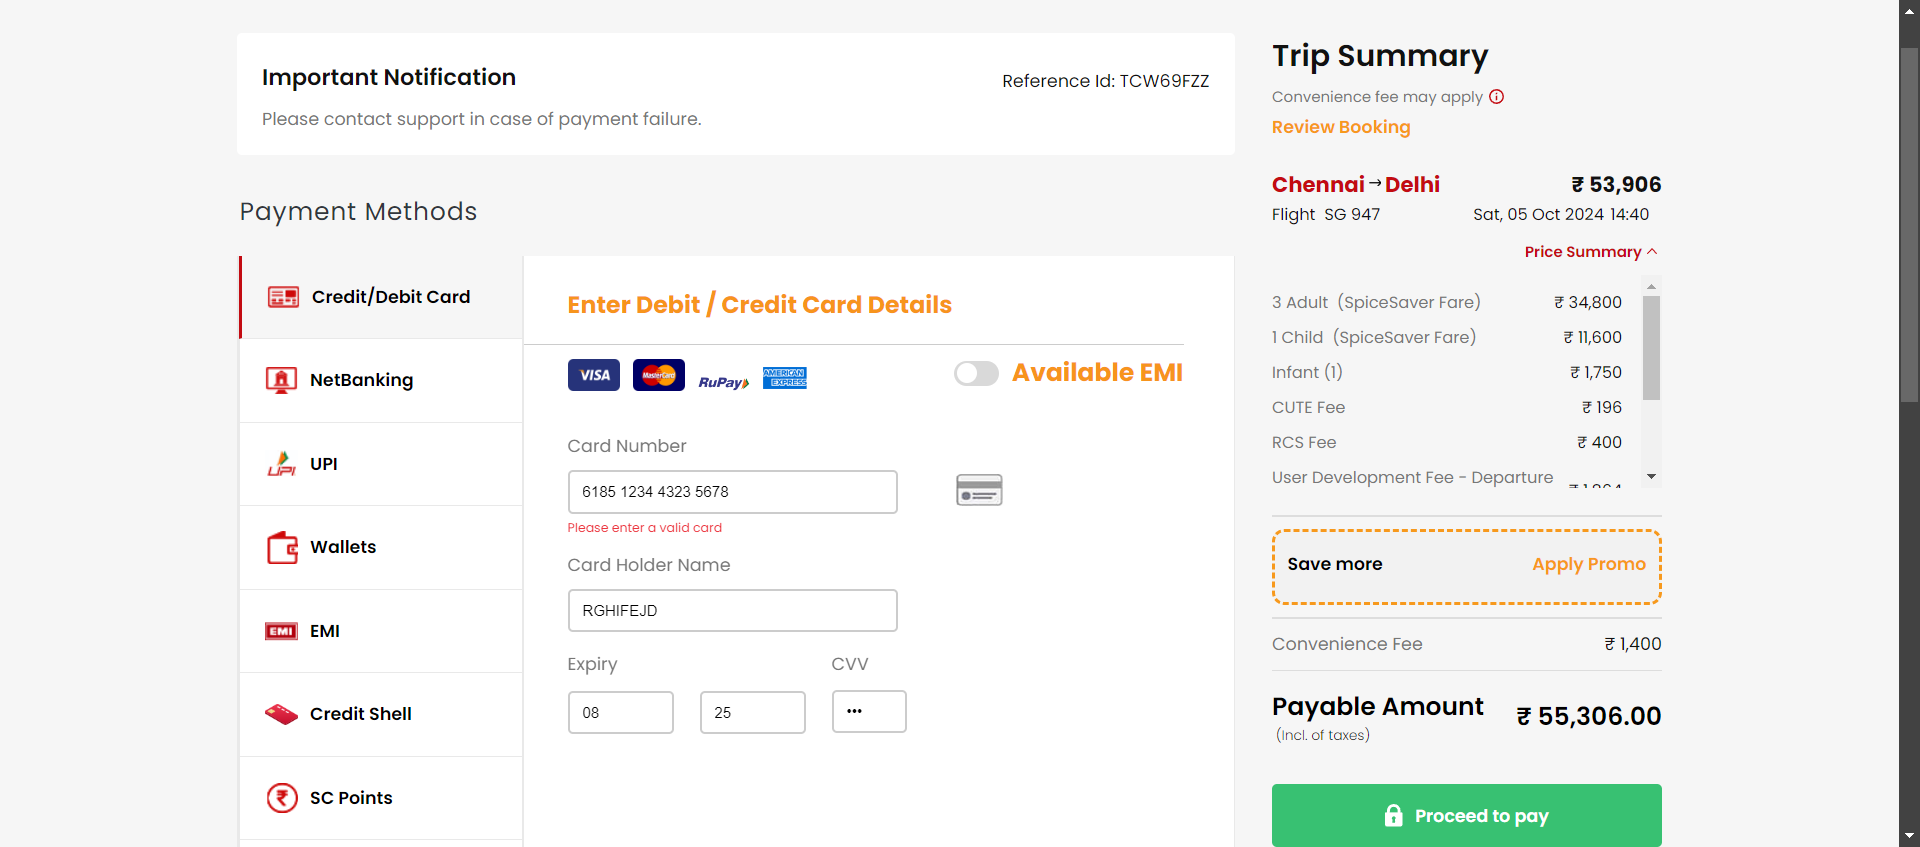 Important Notification
Reference Id: TCW69FZZ
Please contact support in case of payment failure.
Payment Methods
Credit/Debit Card
NetBanking
UPI
UPI
Wallets
EMI
EMI
Credit Shell
SC Points
Enter Debit / Credit Card Details
VISA
MasterCard
RuPay
AMERICAN
EXPRESS
Available EMI
Card Number
6185 1234 4323 5678
Please enter a valid card
Card Holder Name
RGHIFEJD
Expiry
CVV
08
25
•••
Trip Summary
Convenience fee may apply
Review Booking
Chennai → Delhi
₹ 53,906
Flight SG 947
Sat, 05 Oct 2024 14:40
Price Summary
3 Adult (SpiceSaver Fare) ₹ 34,800
1 Child (SpiceSaver Fare) ₹ 11,600
Infant (1) ₹ 1,750
CUTE Fee ₹ 196
RCS Fee ₹ 400
User Development Fee - Departure
Save more
Apply Promo
Convenience Fee ₹ 1,400
Payable Amount ₹ 55,306.00
(incl. of taxes)
Proceed to pay